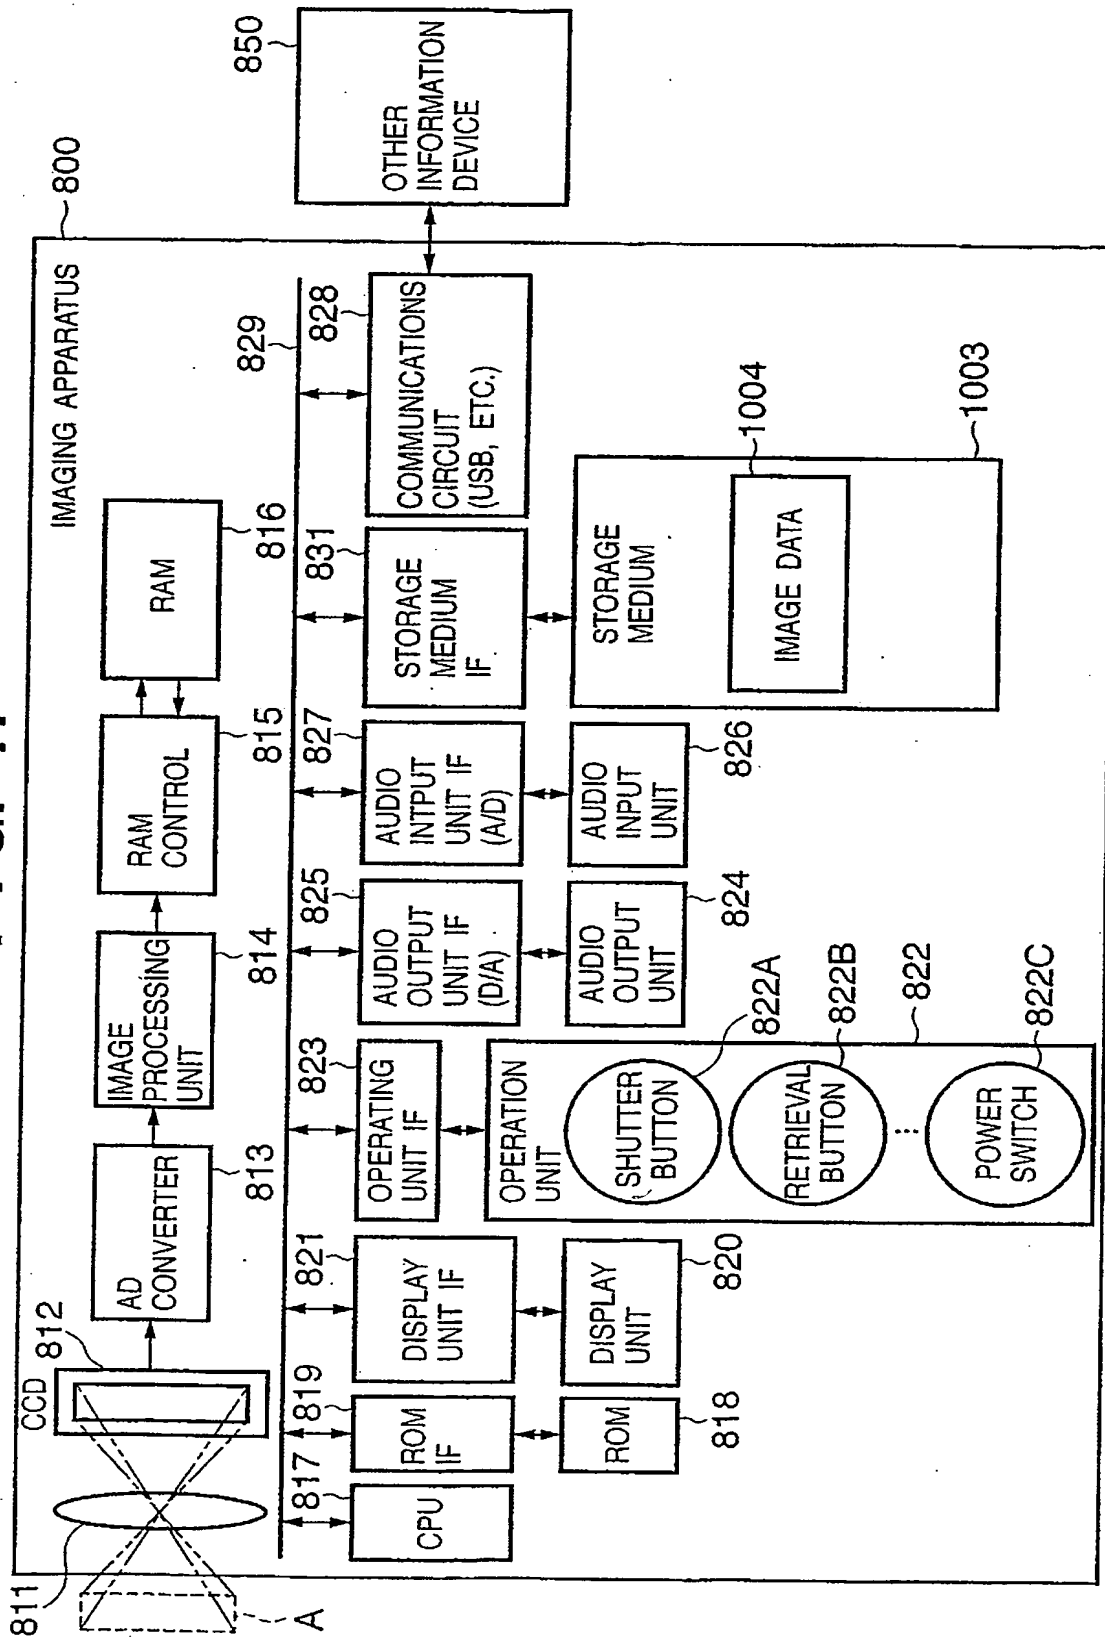 800
IMAGING APPARATUS
811
A
CCD
812
AD
CONVERTER
813
IMAGE
PROCESSING
UNIT
814
RAM
CONTROL
815
RAM
816
829
817
CPU
819
ROM
IF
ROM
818
821
DISPLAY
UNIT IF
DISPLAY
UNIT
820
823
OPERATING
UNIT IF
OPERATION
UNIT
SHUTTER
BUTTON
822A
RETRIEVAL
BUTTON
822B
822
POWER
SWITCH
822C
825
AUDIO
OUTPUT
UNIT IF
(D/A)
AUDIO
OUTPUT
UNIT
824
827
AUDIO
INTPUT
UNIT IF
(A/D)
AUDIO
INPUT
UNIT
826
831
STORAGE
MEDIUM
IF
STORAGE
MEDIUM
IMAGE DATA
1004
1003
828
COMMUNICATIONS
CIRCUIT
(USB, ETC.)
850
OTHER
INFORMATION
DEVICE